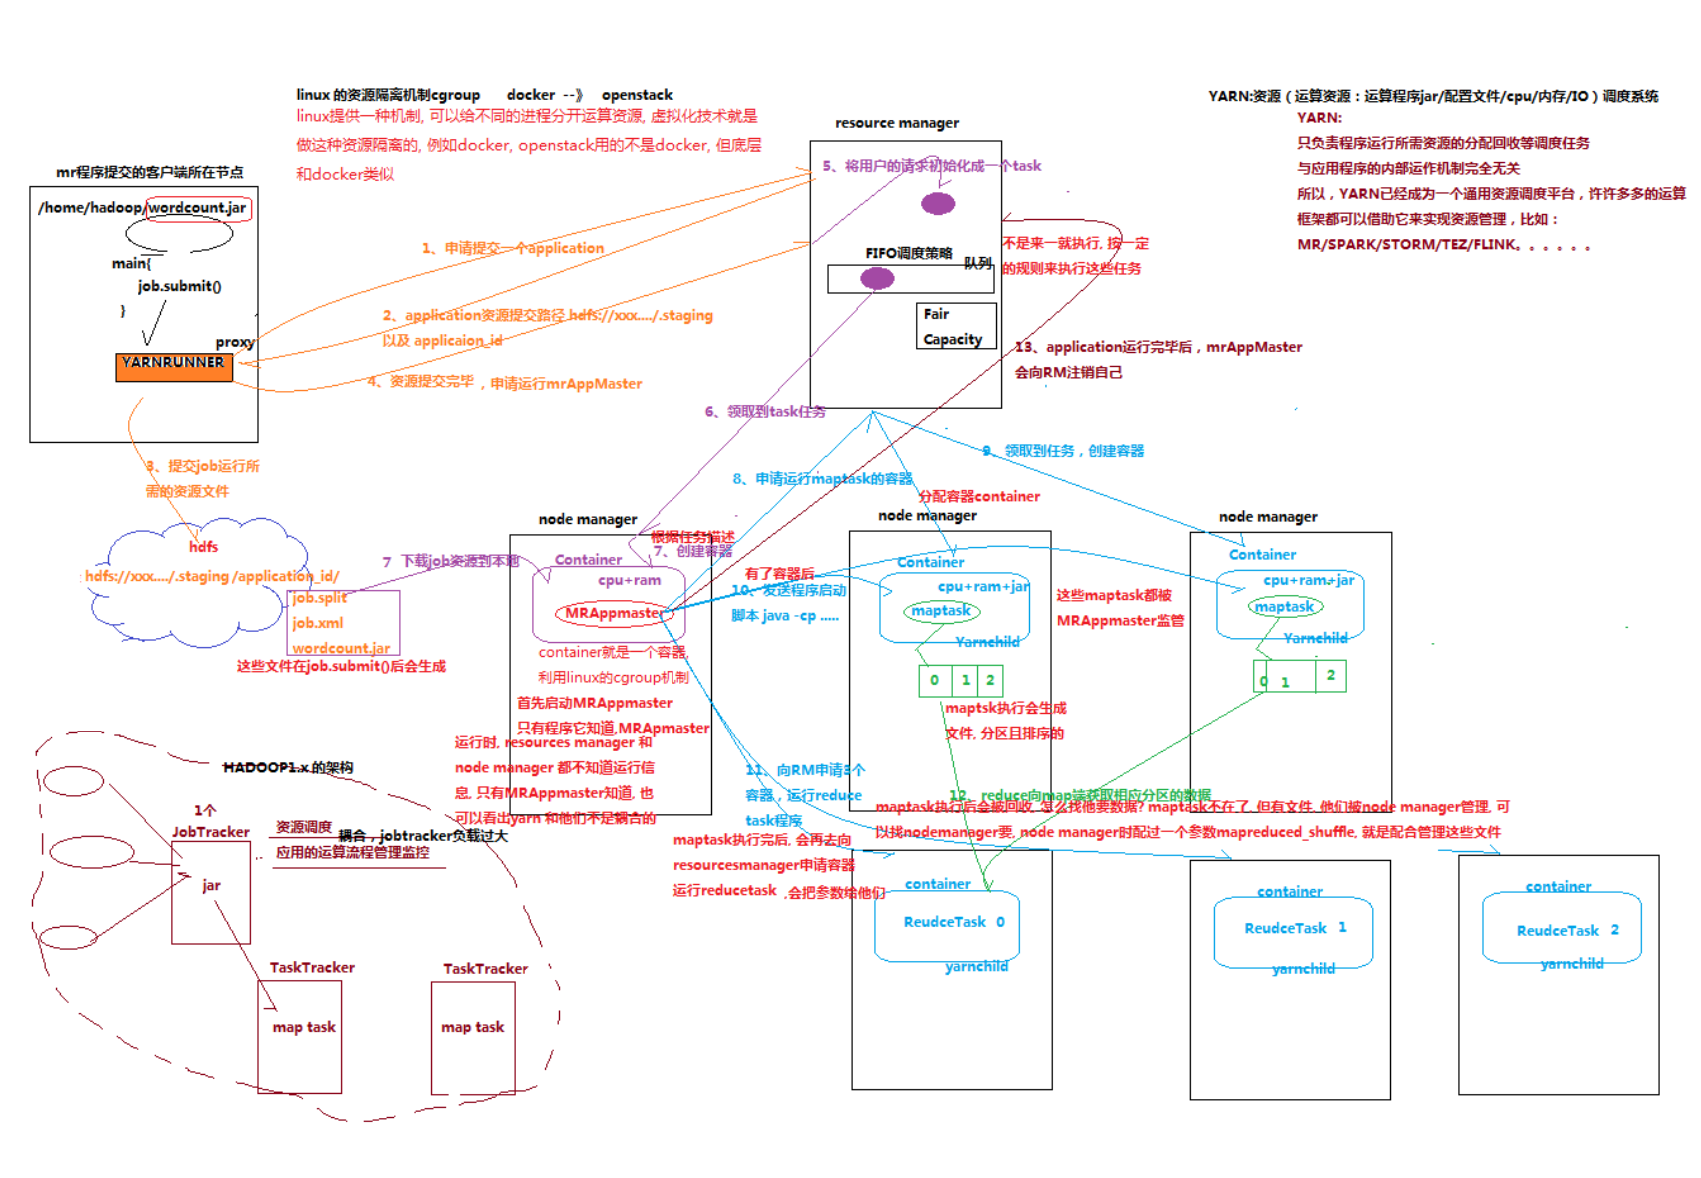 linux 的资源隔离机制cgroup docker --》 openstack
linux提供一种机制, 可以给不同的进程分开运算资源, 虚拟化技术就是
做这种资源隔离的, 例如docker, openstack用的不是docker, 但底层
和docker类似
YARN:资源（运算资源：运算程序jar/配置文件/cpu/内存/IO）调度系统
YARN:
只负责程序运行所需资源的分配回收等调度任务
与应用程序的内部运作机制完全无关
所以，YARN已经成为一个通用资源调度平台，许许多多的运算
框架都可以借助它来实现资源管理，比如：
MR/SPARK/STORM/TEZ/FLINK。。。。。。
mr程序提交的客户端所在节点
/home/hadoop/wordcount.jar
main{
job.submit()
}
proxy
YARNRUNNER
resource manager
5、将用户的请求初始化成一个task
FIFO调度策略
队列
Fair
Capacity
不是来一就执行, 按一定
的规则来执行这些任务
1、申请提交一个application
2、application资源提交路径 hdfs://xxx..../.staging
以及 applicaion_id
4、资源提交完毕，申请运行mrAppMaster
3、提交job运行所
需的资源文件
13、application运行完毕后，mrAppMaster
会向RM注销自己
6、领取到task任务
8、申请运行maptask的容器
9、领取到任务，创建容器
分配容器container
hdfs
hdfs://xxx..../.staging /application_id/
job.split
job.xml
wordcount.jar
这些文件在job.submit()后会生成
7 下载job资源到本地
node manager
根据任务描述
7、创建容器
Container
cpu+ram
MRAppmaster
container就是一个容器,
利用linux的cgroup机制
首先启动MRAppmaster
只有程序它知道,MRApmaster
运行时, resources manager 和
node manager 都不知道运行信
息, 只有MRAppmaster知道, 也
可以看出yarn 和他们不是耦合的
有了容器后
10、发送程序启动
脚本 java -cp .....
node manager
Container
cpu+ram+jar
maptask
Yarnchild
0 1 2
maptsk执行会生成
文件, 分区且排序的
这些maptask都被
MRAppmaster监管
node manager
Container
cpu+ram+jar
maptask
Yarnchild
0 1 2
11、向RM申请3个
容器，运行reduce
task程序
12、reduce向map端获取相应分区的数据
maptask执行后会被回收, 怎么找他要数据? maptask不在了, 但有文件, 他们被node manager管理, 可
以找nodemanager要, node manager时配过一个参数mapreduced_shuffle, 就是配合管理这些文件
maptask执行完后, 会再去向
resourcesmanager申请容器
运行reducetask ,会把参数给他们
container
ReudceTask 0
yarnchild
container
ReudceTask 1
yarnchild
container
ReudceTask 2
yarnchild
HADOOP1.x 的架构
1个
JobTracker
资源调度
耦合，jobtracker负载过大
应用的运算流程管理监控
jar
TaskTracker
map task
TaskTracker
map task